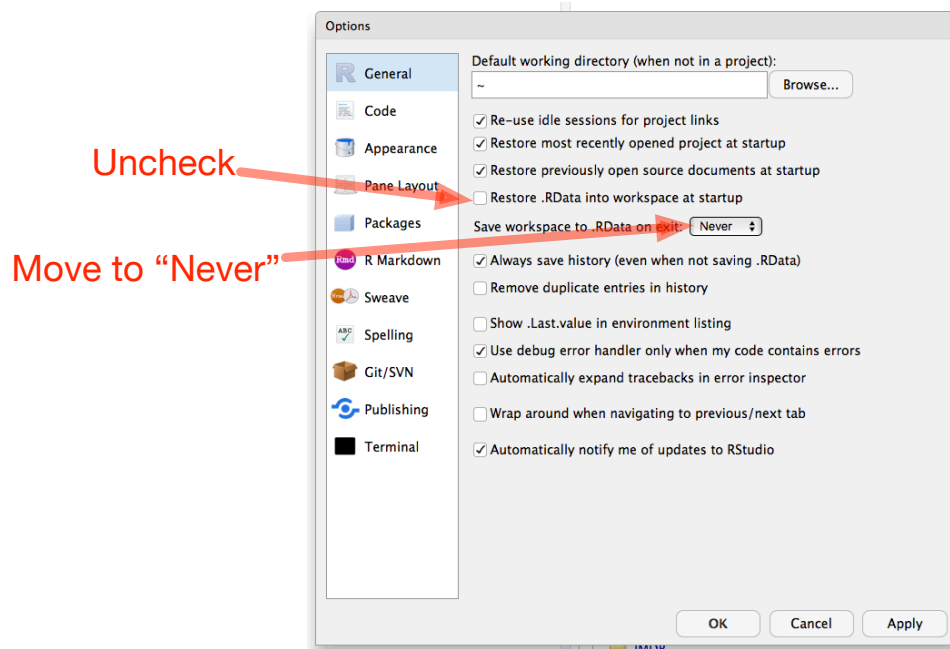 Options
General
Code
Appearance
Pane Layout
Packages
R Markdown
Sweave
Spelling
Git/SVN
Publishing
Terminal
Default working directory (when not in a project):
~
Browse...
Re-use idle sessions for project links
Restore most recently opened project at startup
Restore previously open source documents at startup
Uncheck
Restore .RData into workspace at startup
Save workspace to .RData on exit: Never
Move to “Never”
Always save history (even when not saving .RData)
Remove duplicate entries in history
Show .Last.value in environment listing
Use debug error handler only when my code contains errors
Automatically expand tracebacks in error inspector
Wrap around when navigating to previous/next tab
Automatically notify me of updates to RStudio
OK
Cancel
Apply